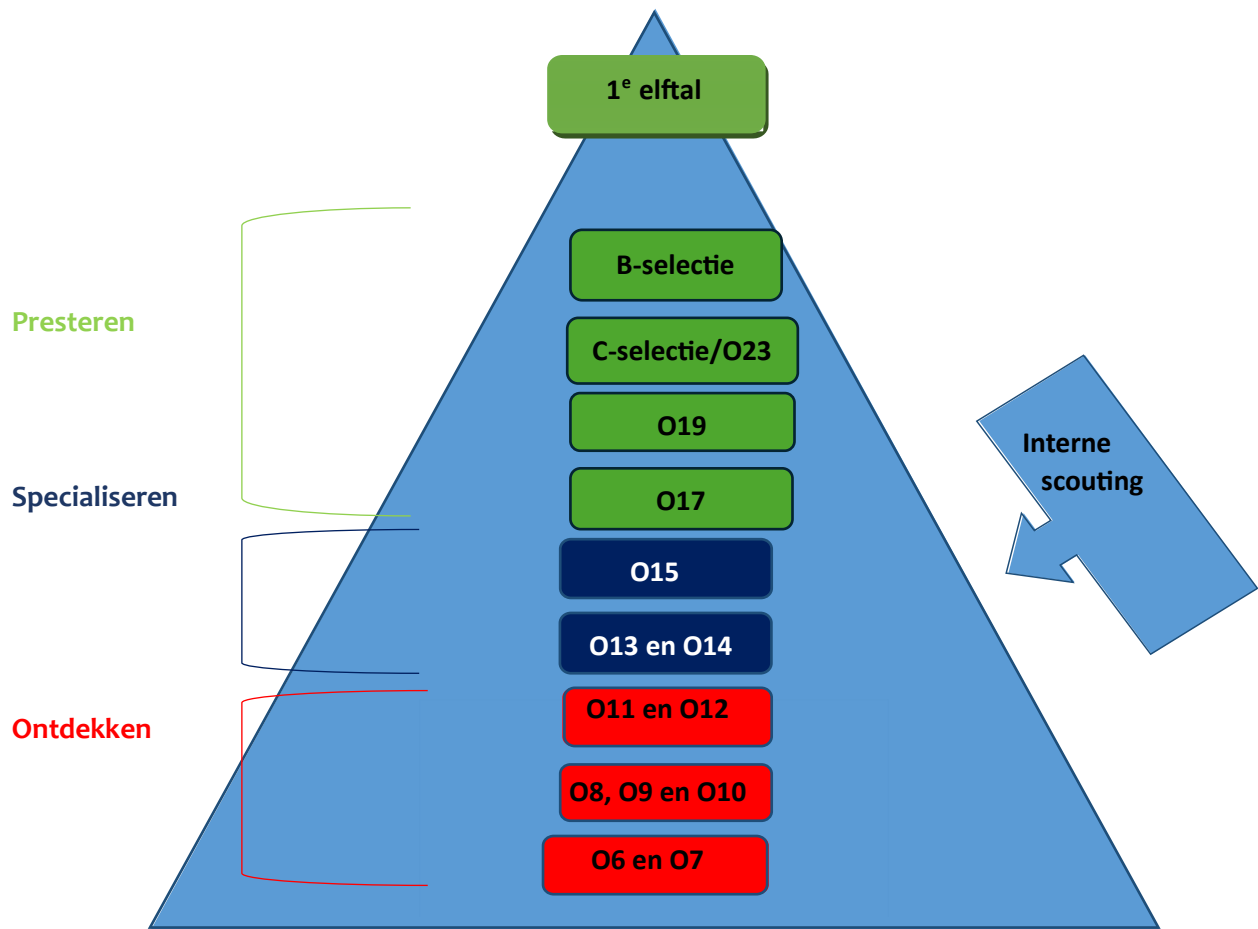 1e elftal
B-selectie
Presteren
C-selectie/O23
O19
Interne
scouting
Specialiseren
O17
O15
O13 en O14
O11 en O12
Ontdekken
O8, O9 en O10
O6 en O7